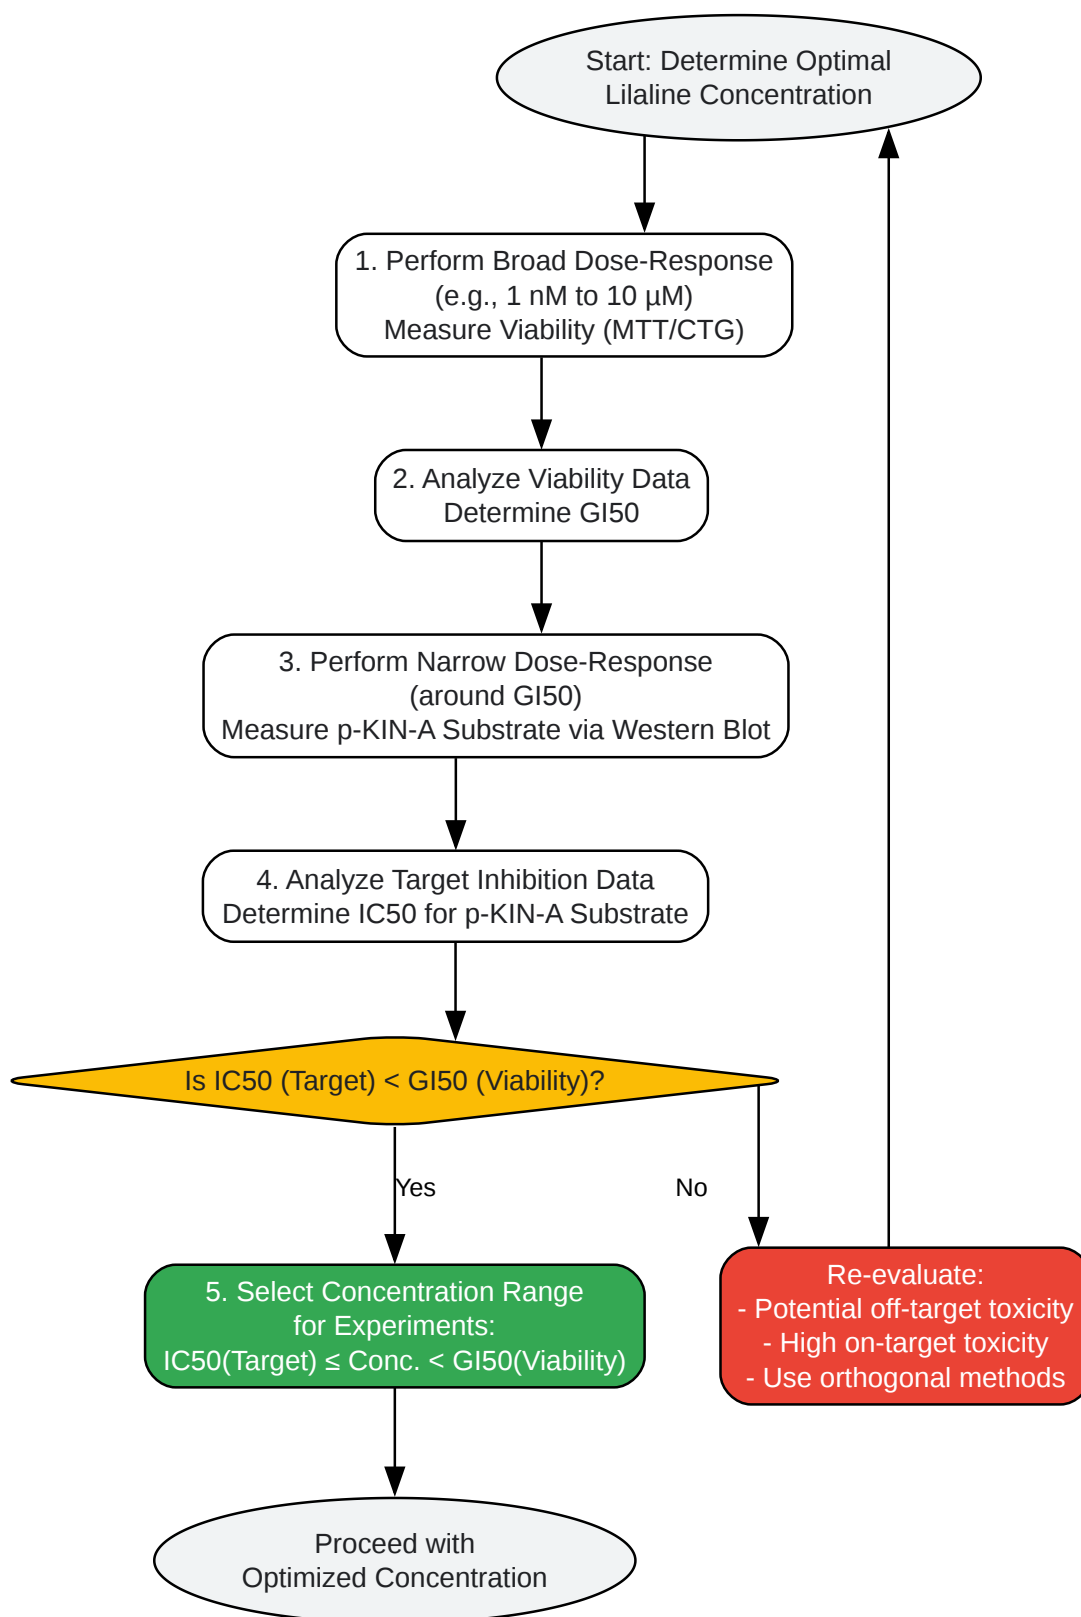 Start: Determine Optimal
Lilaline Concentration
1. Perform Broad Dose-Response
(e.g., 1 nM to 10 µM)
Measure Viability (MTT/CTG)
2. Analyze Viability Data
Determine GI50
3. Perform Narrow Dose-Response
(around GI50)
Measure p-KIN-A Substrate via Western Blot
4. Analyze Target Inhibition Data
Determine IC50 for p-KIN-A Substrate
Is IC50 (Target) < GI50 (Viability)?
Yes
No
5. Select Concentration Range
for Experiments:
IC50(Target) ≤ Conc. < GI50(Viability)
Re-evaluate:
- Potential off-target toxicity
- High on-target toxicity
- Use orthogonal methods
Proceed with
Optimized Concentration